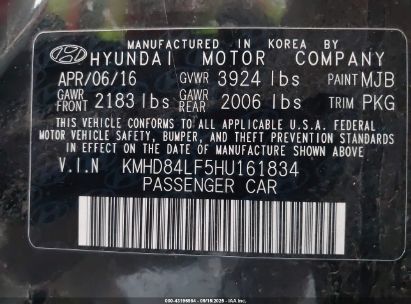 MANUFACTURED IN KOREA BY
HYUNDAI MOTOR COMPANY
APR/06/16 GVWR 3924 lbs PAINT MJB
GAWR FRONT 2183 lbs GAWR REAR 2006 lbs TRIM PKG
THIS VEHICLE CONFORMS TO ALL APPLICABLE U.S.A. FEDERAL
MOTOR VEHICLE SAFETY, BUMPER, AND THEFT PREVENTION STANDARDS
IN EFFECT ON THE DATE OF MANUFACTURE SHOWN ABOVE.
V.I.N KMHD84LF5HU161834
PASSENGER CAR